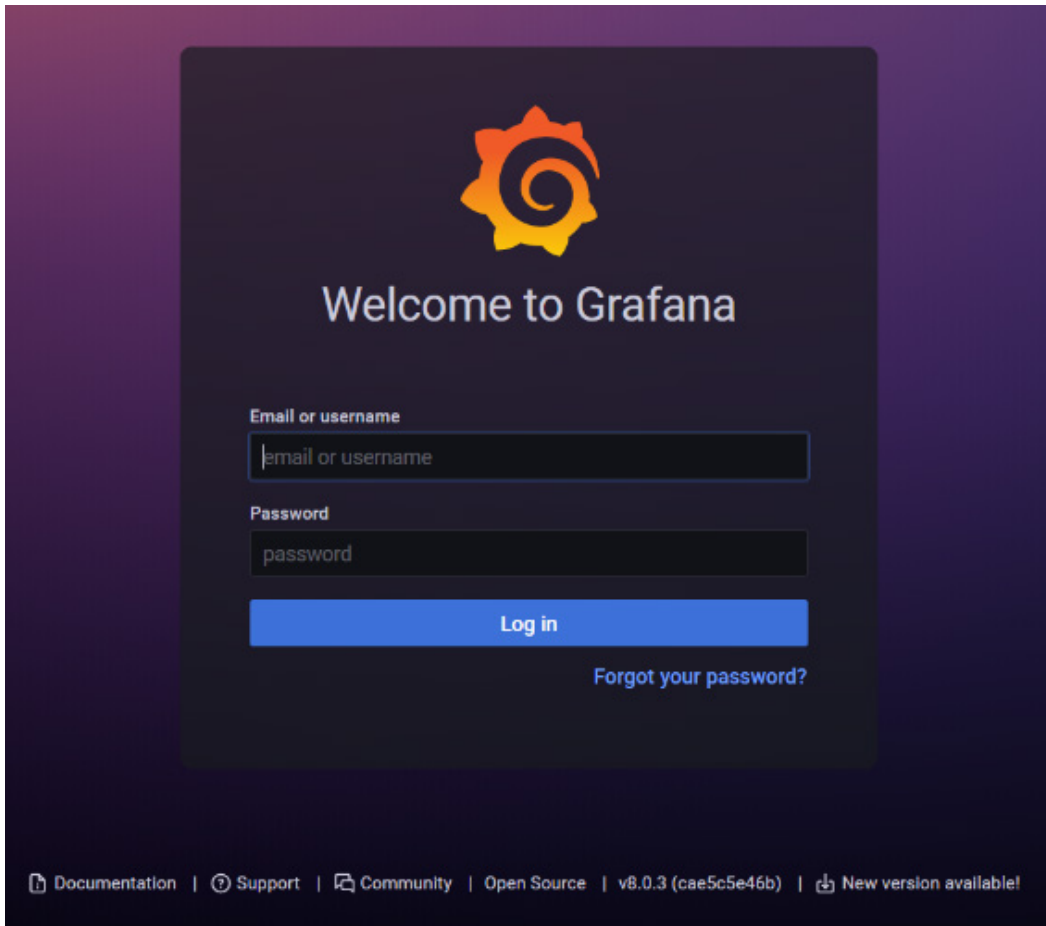 Welcome to Grafana
Email or username
email or username
Password
password
Log in
Forgot your password?
Documentation | Support | Community | Open Source | v8.0.3 (cae5c5e46b) | New version available!